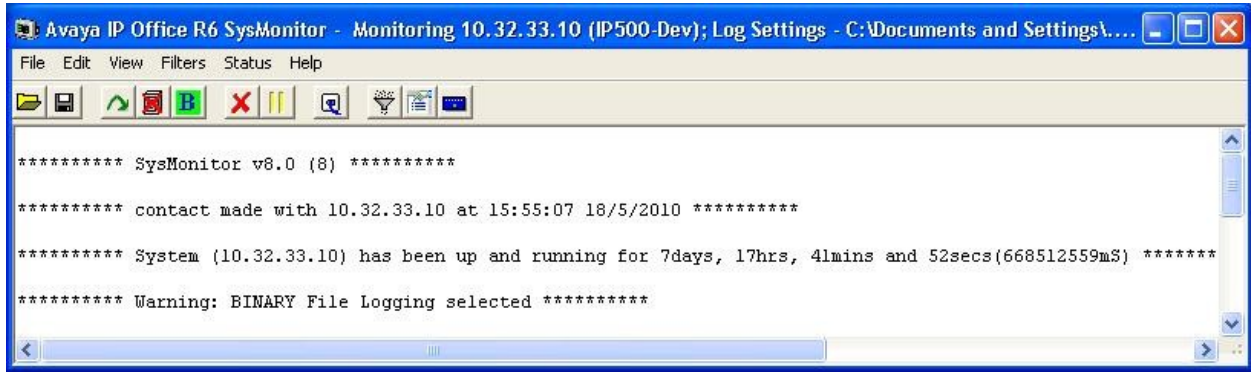 Avaya IP Office R6 SysMonitor - Monitoring 10.32.33.10 (IP500-Dev); Log Settings - C:\Documents and Settings\....
File Edit View Filters Status Help
B
********** SysMonitor v8.0 (8) **********
********** contact made with 10.32.33.10 at 15:55:07 18/5/2010 **********
********** System (10.32.33.10) has been up and running for 7days, 17hrs, 41mins and 52secs(668512559mS) *******
********** Warning: BINARY File Logging selected **********